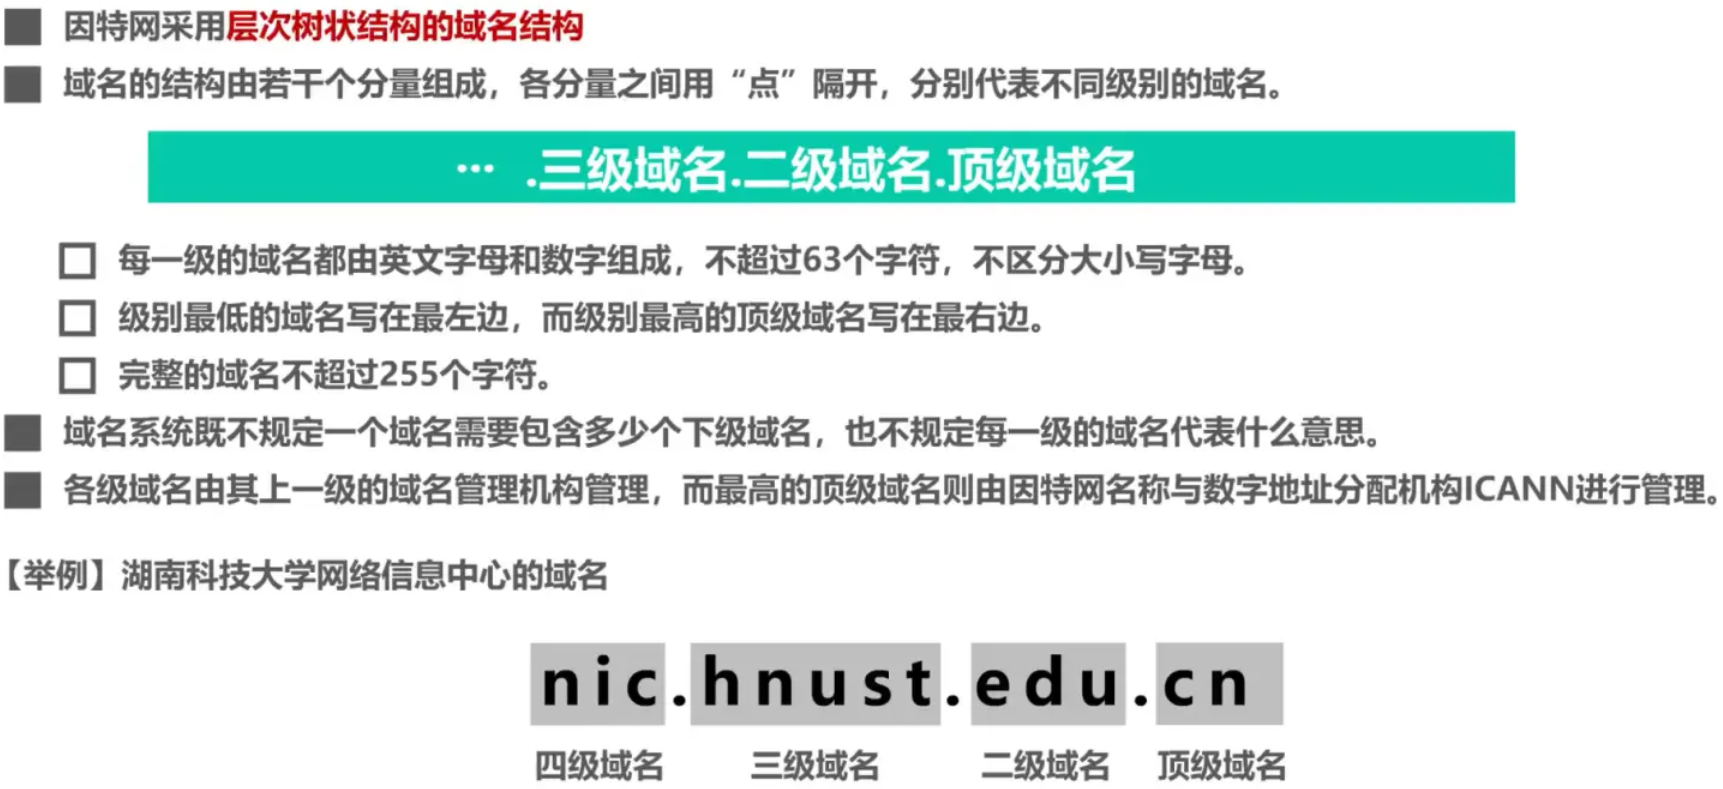 因特网采用层次树状结构的域名结构
域名的结构由若干个分量组成，各分量之间用“点”隔开，分别代表不同级别的域名。
… .三级域名.二级域名.顶级域名
每一级的域名都由英文字母和数字组成，不超过63个字符，不区分大小写字母。
级别最低的域名写在最左边，而级别最高的顶级域名写在最右边。
完整的域名不超过255个字符。
域名系统既不规定一个域名需要包含多少个下级域名，也不规定每一级的域名代表什么意思。
各级域名由其上一级的域名管理机构管理，而最高的顶级域名则由因特网名称与数字地址分配机构ICANN进行管理。
【举例】湖南科技大学网络信息中心的域名
nic.hnust.edu.cn
四级域名 三级域名 二级域名 顶级域名